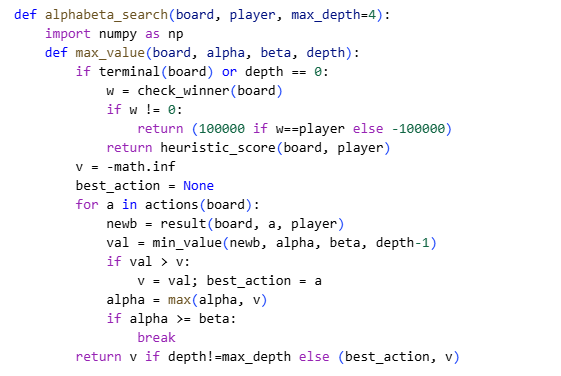 def alphabeta_search(board, player, max_depth=4):
    import numpy as np
    def max_value(board, alpha, beta, depth):
        if terminal(board) or depth == 0:
            w = check_winner(board)
            if w != 0:
                return (100000 if w==player else -100000)
            return heuristic_score(board, player)
        v = -math.inf
        best_action = None
        for a in actions(board):
            newb = result(board, a, player)
            val = min_value(newb, alpha, beta, depth-1)
            if val > v:
                v = val; best_action = a
            alpha = max(alpha, v)
            if alpha >= beta:
                break
        return v if depth!=max_depth else (best_action, v)